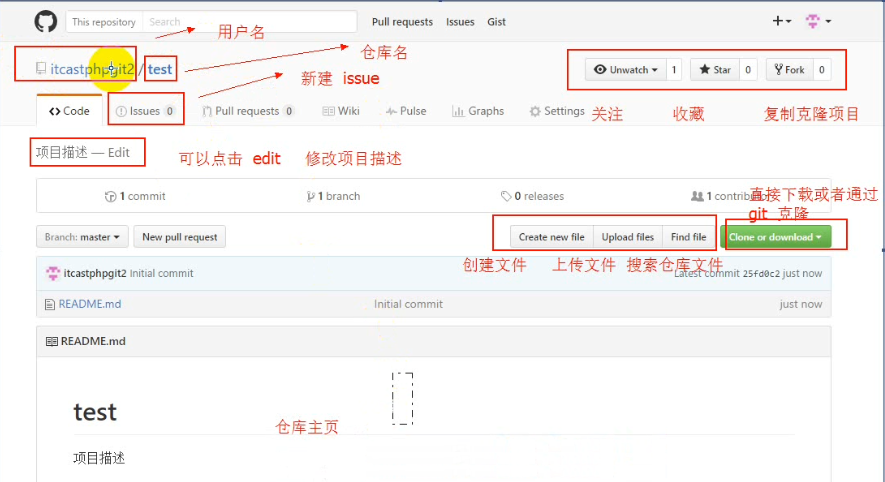 This repository Search Pull requests Issues Gist
用户名
仓库名
itcastphpgit2 / test
新建 issue
Unwatch 1 Star 0 Fork 0
Code Issues 0 Pull requests 0 Wiki Pulse Graphs Settings
关注 收藏 复制克隆项目
项目描述 — Edit
可以点击 edit 修改项目描述
1 commit 1 branch 0 releases 1 contributor
直接下载或者通过
git 克隆
Branch: master New pull request Create new file Upload files Find file Clone or download
创建文件 上传文件 搜索仓库文件
itcastphpgit2 Initial commit Latest commit 25fd0c2 just now
README.md Initial commit just now
README.md
test
仓库主页
项目描述